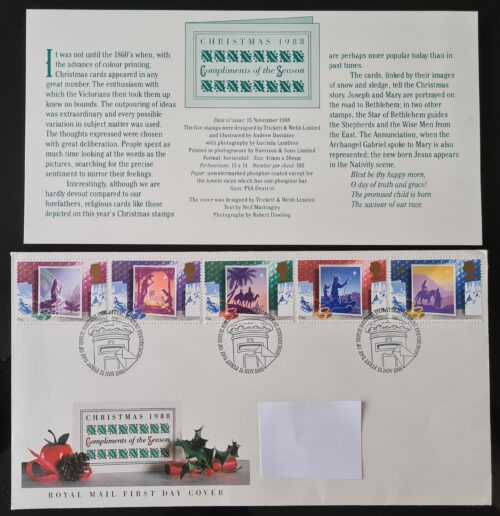 It was not until the 1860's when, with
the advance of colour printing,
Christmas cards appeared in any
great number. The enthusiasm with
which the Victorians then took them up
knew no bounds. The outpouring of ideas
was extraordinary and every possible
variation in subject matter was used.
The thoughts expressed were chosen
with great deliberation. People spent as
much time looking at the words as the
pictures, searching for the precise
sentiment to mirror their feelings.
Interestingly, although we are
hardly devout compared to our
forefathers, religious cards like those
depicted on this year's Christmas stamps
CHRISTMAS 1988
Compliments of the Season
Date of issue: 15 November 1988
The five stamps were designed by Trickett & Webb Limited
and illustrated by Andrew Davidson,
with photography by Lucinda Lambton
Printed in photogravure by Harrison & Sons Limited
Format: horizontal Size: 41mm x 30mm
Perforations: 15 x 14 Number per sheet: 100
Paper: unwatermarked phosphor coated except for
the lowest value which has one phosphor bar
Gum: PVA Dextrin
The cover was designed by Trickett & Webb Limited
Text by Neil Mattingley
Photography by Robert Dowling
are perhaps more popular today than in
past times.
The cards, linked by their images
of snow and sledge, tell the Christmas
story. Joseph and Mary are portrayed on
the road to Bethlehem; in two other
stamps, the Star of Bethlehem guides
the Shepherds and the Wise Men from
the East. The Annunciation, when the
Archangel Gabriel spoke to Mary is also
represented; the new born Jesus appears
in the Nativity scene.
Blest be thy happy morn,
O day of truth and grace!
The promised child is born.
The saviour of our race.
CHRISTMAS 1988
Compliments of the Season
ROYAL MAIL FIRST DAY COVER